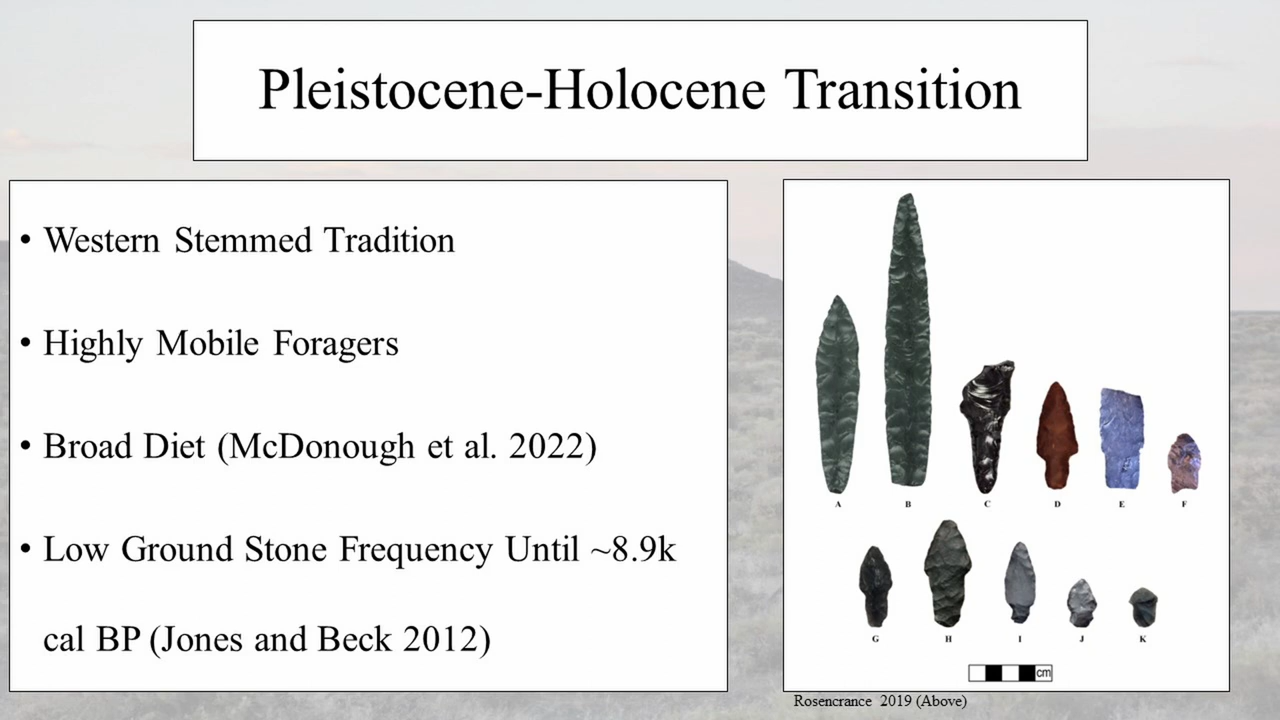 Pleistocene-Holocene Transition
• Western Stemmed Tradition
• Highly Mobile Foragers
• Broad Diet (McDonough et al. 2022)
• Low Ground Stone Frequency Until ~8.9k
cal BP (Jones and Beck 2012)
A B C D E F
G H I J K
cm
Rosencrance 2019 (Above)